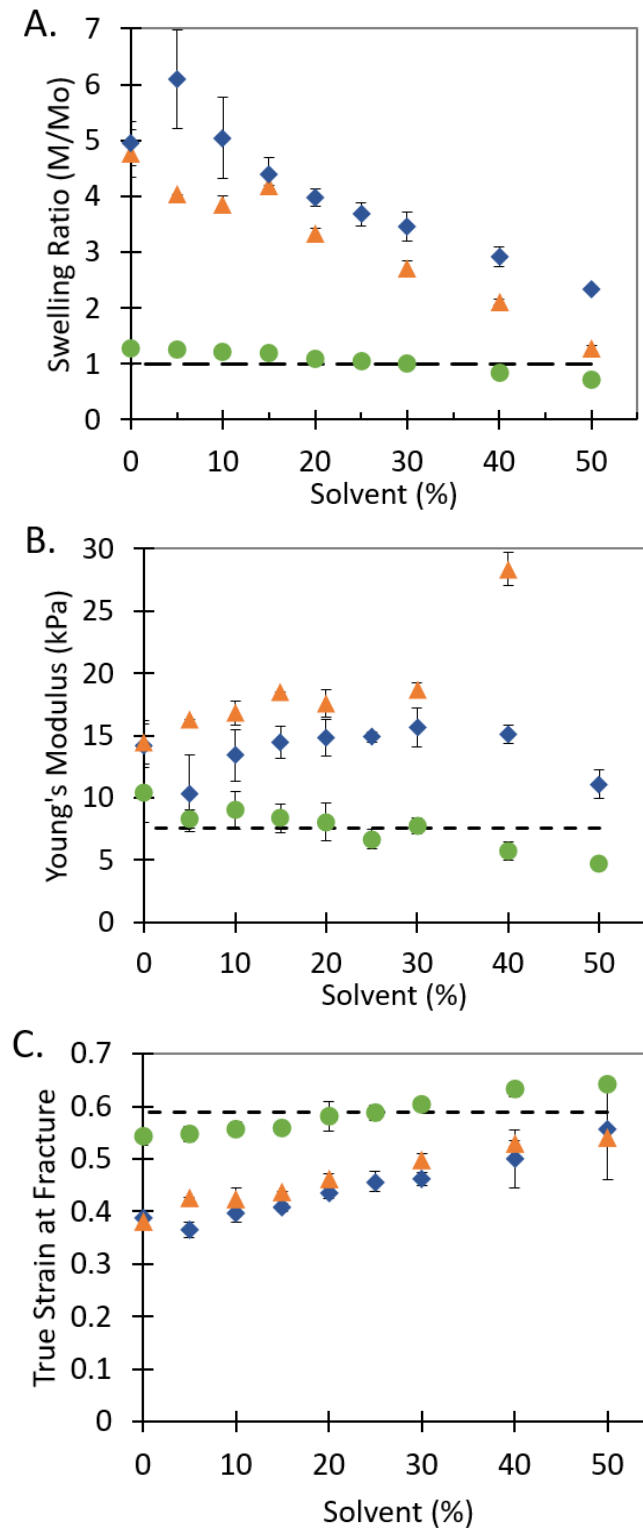 A.
Swelling Ratio (M/Mo)
7
6
5
4
3
2
1
0
0 10 20 30 40 50
Solvent (%)
B.
Young's Modulus (kPa)
30
25
20
15
10
5
0
0 10 20 30 40 50
Solvent (%)
C.
True Strain at Fracture
0.7
0.6
0.5
0.4
0.3
0.2
0.1
0
0 10 20 30 40 50
Solvent (%)